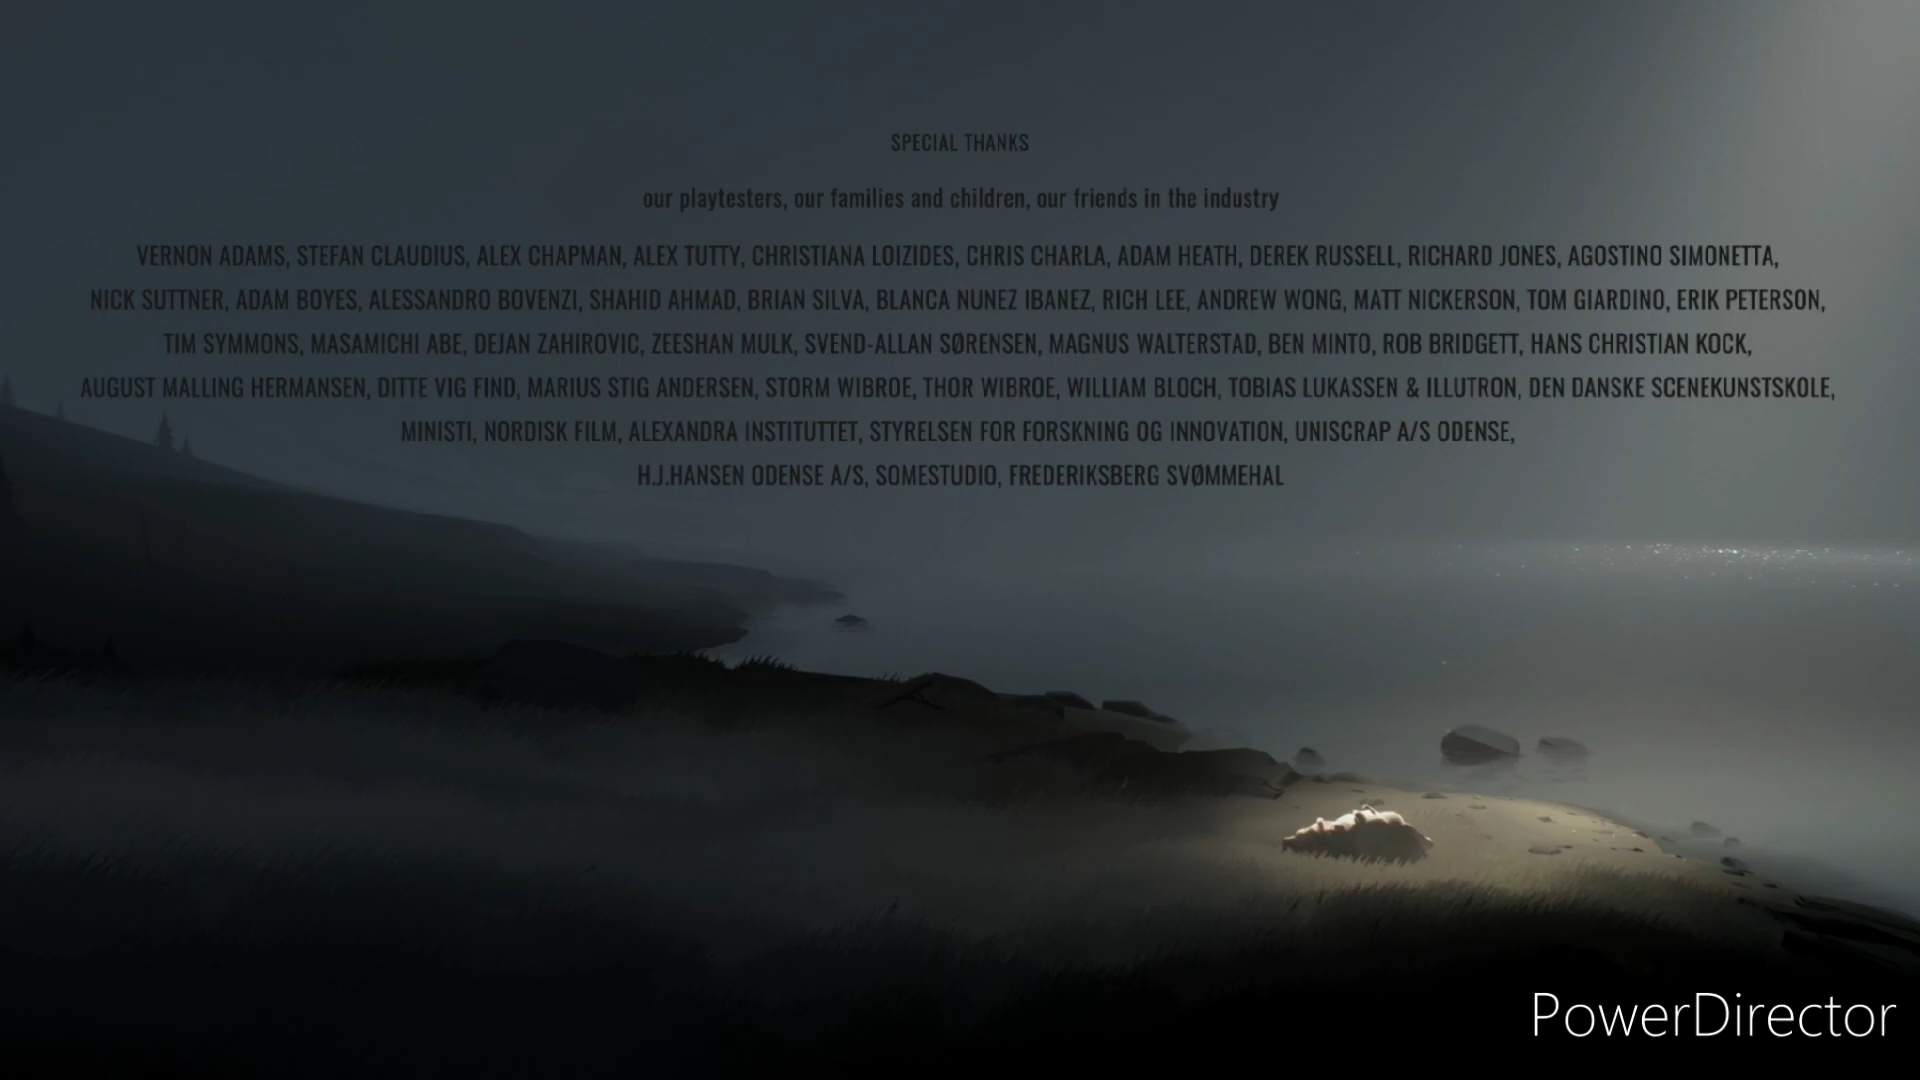 SPECIAL THANKS
our playtesters, our families and children, our friends in the industry
VERNON ADAMS, STEFAN CLAUDIUS, ALEX CHAPMAN, ALEX TUTTY, CHRISTIANA LOIZIDES, CHRIS CHARLA, ADAM HEATH, DEREK RUSSELL, RICHARD JONES, AGOSTINO SIMONETTA,
NICK SUTTNER, ADAM BOYES, ALESSANDRO BOVENZI, SHAHID AHMAD, BRIAN SILVA, BLANCA NUNEZ IBANEZ, RICH LEE, ANDREW WONG, MATT NICKERSON, TOM GIARDINO, ERIK PETERSON,
TIM SYMMONS, MASAMICHI ABE, DEJAN ZAHIROVIC, ZEESHAN MULK, SVEND-ALLAN SØRENSEN, MAGNUS WALTERSTAD, BEN MINTO, ROB BRIDGETT, HANS CHRISTIAN KOCK,
AUGUST MALLING HERMANSEN, DITTE VIG FIND, MARIUS STIG ANDERSEN, STORM WIBROE, THOR WIBROE, WILLIAM BLOCH, TOBIAS LUKASSEN & ILLUTRON, DEN DANSKE SCENEKUNSTSKOLE,
MINISTI, NORDISK FILM, ALEXANDRA INSTITUTTET, STYRELSEN FOR FORSKNING OG INNOVATION, UNISCRAP A/S ODENSE,
H.J.HANSEN ODENSE A/S, SOMESTUDIO, FREDERIKSBERG SVØMMEHAL
PowerDirector